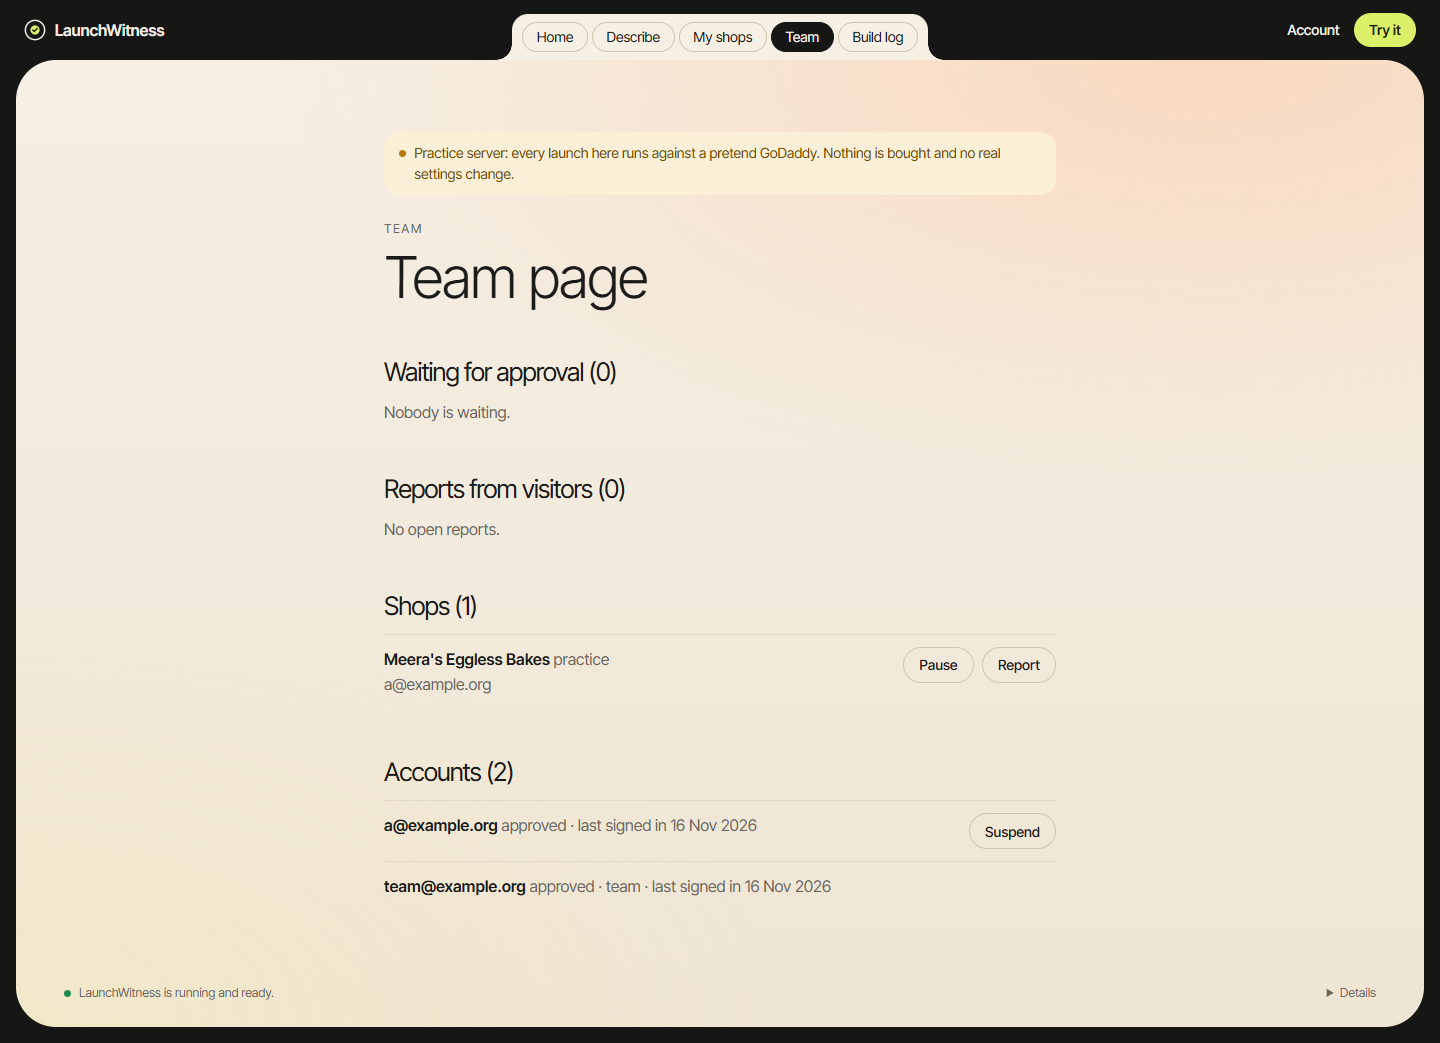 LaunchWitness
Home
Describe
My shops
Team
Build log
Account
Try it
Practice server: every launch here runs against a pretend GoDaddy. Nothing is bought and no real
settings change.
TEAM
Team page
Waiting for approval (0)
Nobody is waiting.
Reports from visitors (0)
No open reports.
Shops (1)
Meera's Eggless Bakes practice
a@example.org
Pause
Report
Accounts (2)
a@example.org approved · last signed in 16 Nov 2026
Suspend
team@example.org approved · team · last signed in 16 Nov 2026
LaunchWitness is running and ready.
Details